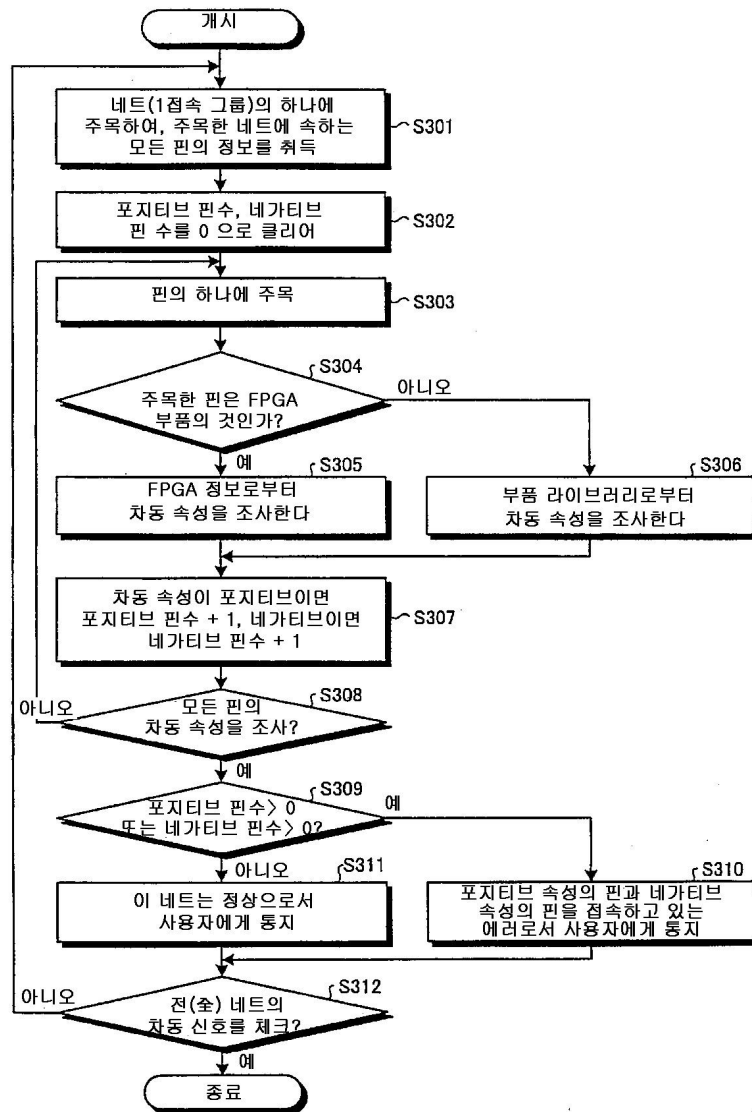 개시
네트(1접속 그룹)의 하나에
주목하여, 주목한 네트에 속하는
모든 핀의 정보를 취득
S301
포지티브 핀수, 네가티브
핀 수를 0 으로 클리어
S302
핀의 하나에 주목
S303
S304
주목한 핀은 FPGA
부품의 것인가?
아니오
예
S305
FPGA 정보로부터
차동 속성을 조사한다
S306
부품 라이브러리로부터
차동 속성을 조사한다
차동 속성이 포지티브이면
포지티브 핀수 + 1, 네가티브이면
네가티브 핀수 + 1
S307
S308
모든 핀의
차동 속성을 조사?
아니오
예
S309
포지티브 핀수> 0
또는 네가티브 핀수> 0?
예
아니오
S311
이 네트는 정상으로서
사용자에게 통지
S310
포지티브 속성의 핀과 네가티브
속성의 핀을 접속하고 있는
에러로서 사용자에게 통지
S312
전(全) 네트의
차동 신호를 체크?
아니오
예
종료